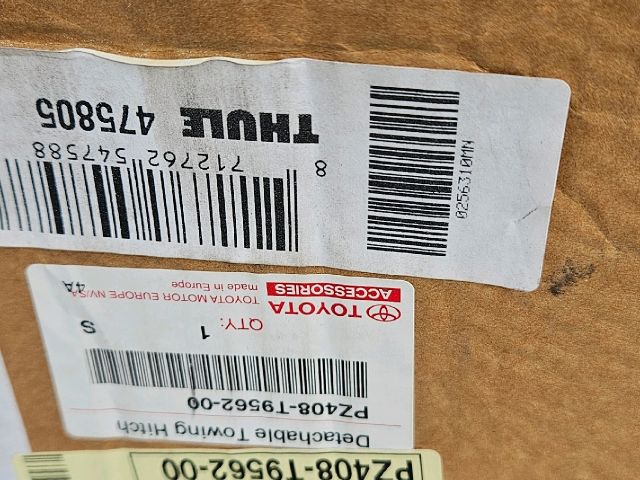 THULE 475805
8 712762 547588
0256310MN
TOYOTA
ACCESSORIES
TOYOTA MOTOR EUROPE NV/SA
made in Europe
4A
QTY: 1 S
PZ408-T9562-00
Detachable Towing Hitch
PZ408-T9562-00